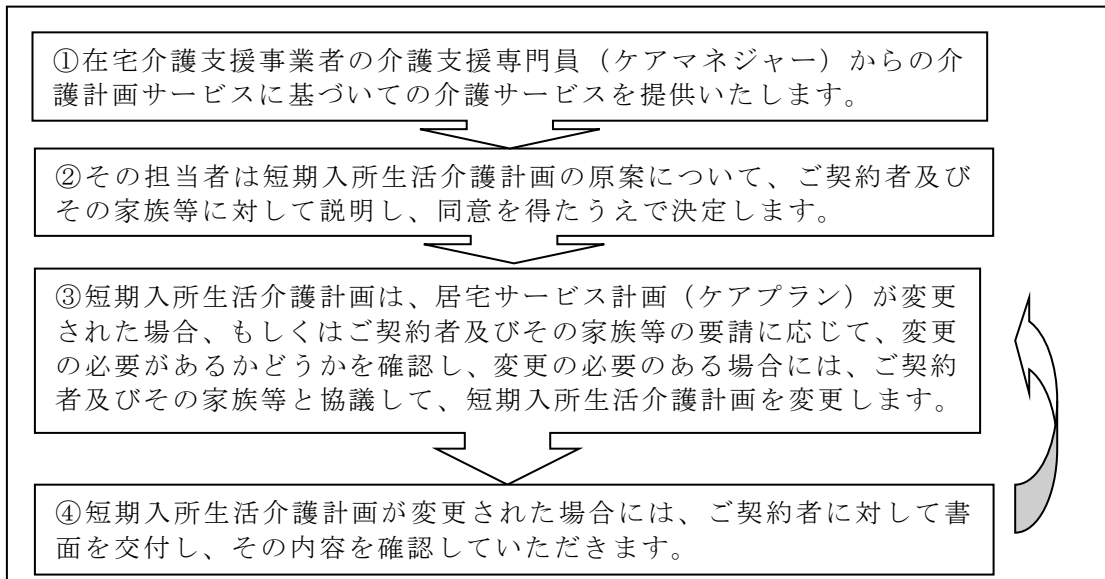 ①在宅介護支援事業者の介護支援専門員（ケアマネジャー）からの介
護計画サービスに基づいての介護サービスを提供いたします。
②その担当者は短期入所生活介護計画の原案について、ご契約者及び
その家族等に対して説明し、同意を得たうえで決定します。
③短期入所生活介護計画は、居宅サービス計画（ケアプラン）が変更
された場合、もしくはご契約者及びその家族等の要請に応じて、変更
の必要があるかどうかを確認し、変更の必要のある場合には、ご契約
者及びその家族等と協議して、短期入所生活介護計画を変更します。
④短期入所生活介護計画が変更された場合には、ご契約者に対して書
面を交付し、その内容を確認していただきます。